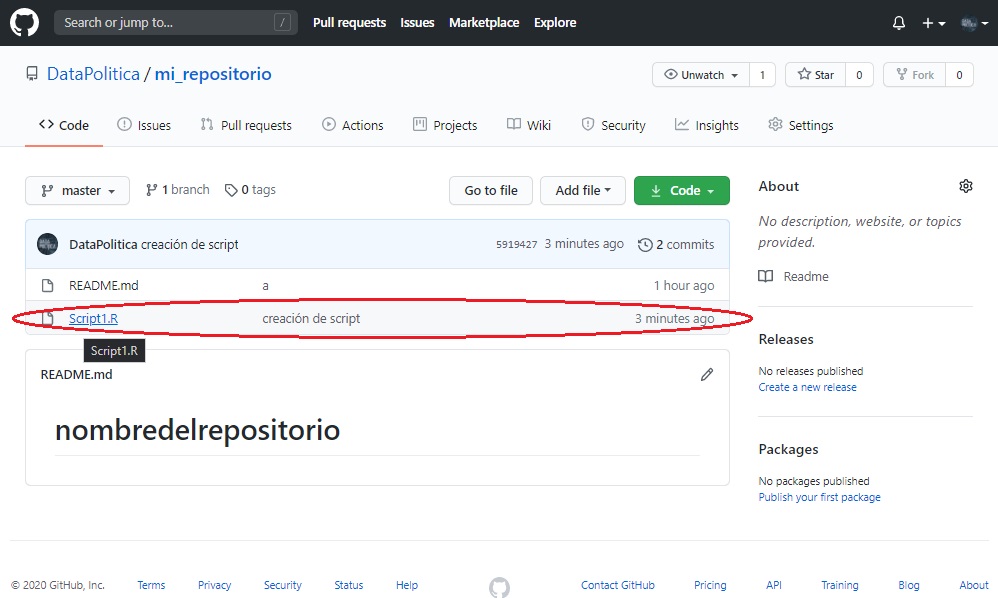 Search or jump to... /
Pull requests Issues Marketplace Explore
DataPolitica / mi_repositorio
Unwatch 1 Star 0 Fork 0
Code Issues Pull requests Actions Projects Wiki Security Insights Settings
master 1 branch 0 tags Go to file Add file Code
DataPolitica creación de script 5919427 3 minutes ago 2 commits
README.md a 1 hour ago
Script1.R creación de script 3 minutes ago
Script1.R
README.md
nombredelrepositorio
About
No description, website, or topics
provided.
Readme
Releases
No releases published
Create a new release
Packages
No packages published
Publish your first package
© 2020 GitHub, Inc. Terms Privacy Security Status Help Contact GitHub Pricing API Training Blog About